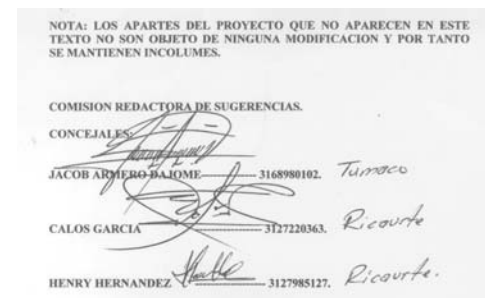 NOTA: LOS APARTES DEL PROYECTO QUE NO APARECEN EN ESTE
TEXTO NO SON OBJETO DE NINGUNA MODIFICACION Y POR TANTO
SE MANTIENEN INCOLUMES.
COMISION REDACTORA DE SUGERENCIAS.
CONCEJALES:
JACOB ARMERO DAJOME---------------- 3168980102. Tumaco
CALOS GARCIA ---------------- 3127220363. Ricaurte
HENRY HERNANDEZ ---------------- 3127985127. Ricaurte.